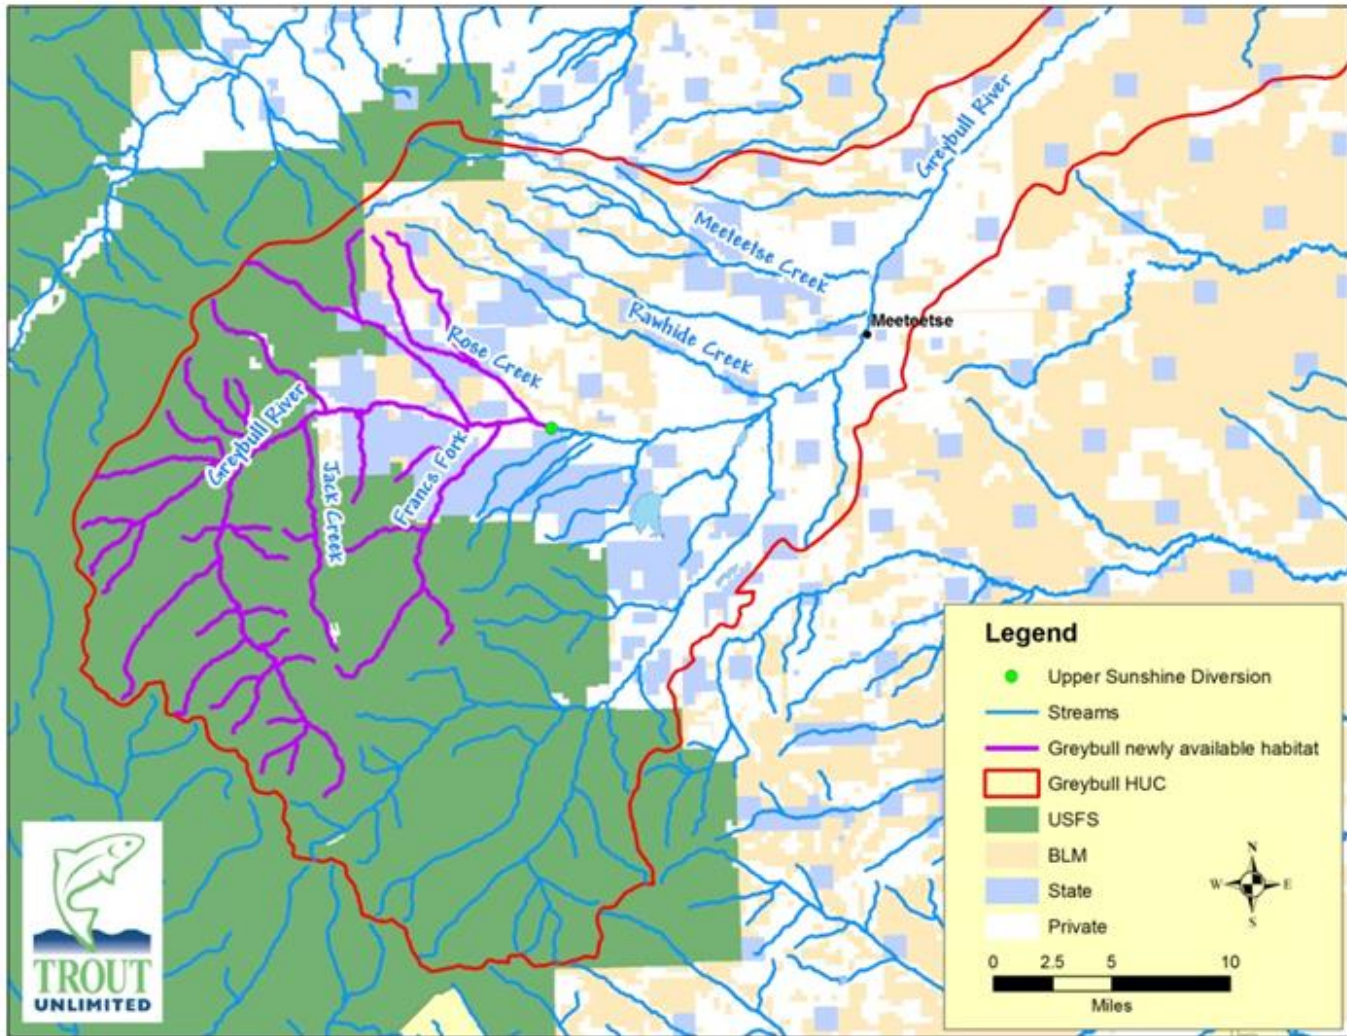 Greybull River
Meeteetse Creek
Meeteetse
Rawhide Creek
Rose Creek
Greybull River
Jack Creek
Francs Fork
Legend
Upper Sunshine Diversion
Streams
Greybull newly available habitat
Greybull HUC
USFS
BLM
State
Private
N
W E
S
0 2.5 5 10
Miles
TROUT
UNLIMITED